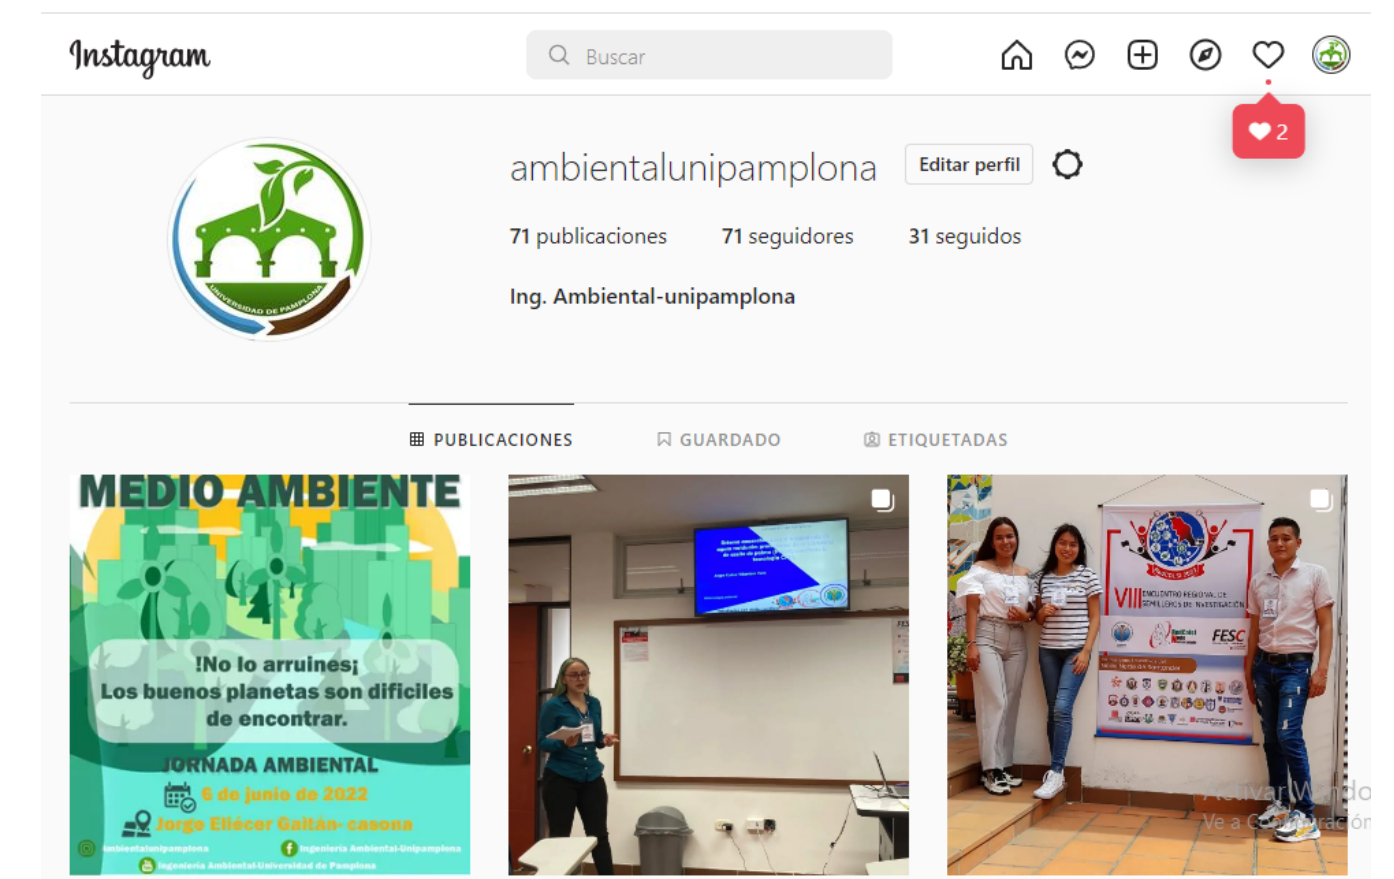 Instagram
Buscar
2
ambientalunipamplona
Editar perfil
71 publicaciones 71 seguidores 31 seguidos
Ing. Ambiental-unipamplona
UNIVERSIDAD DE PAMPLONA
PUBLICACIONES GUARDADO ETIQUETADAS
MEDIO AMBIENTE
!No lo arruines¡
Los buenos planetas son dificiles
de encontrar.
JORNADA AMBIENTAL
6 de junio de 2022
Jorge Eliécer Gaitán- casona
Ambientalunipamplona
Ingeniería Ambiental-Unipamplona
Ingeniería Ambiental-Universidad de Pamplona
VIII ENCUENTRO REGIONAL DE
SEMILLEROS DE INVESTIGACIÓN
FESC
Activar Windo
Ve a Configuración